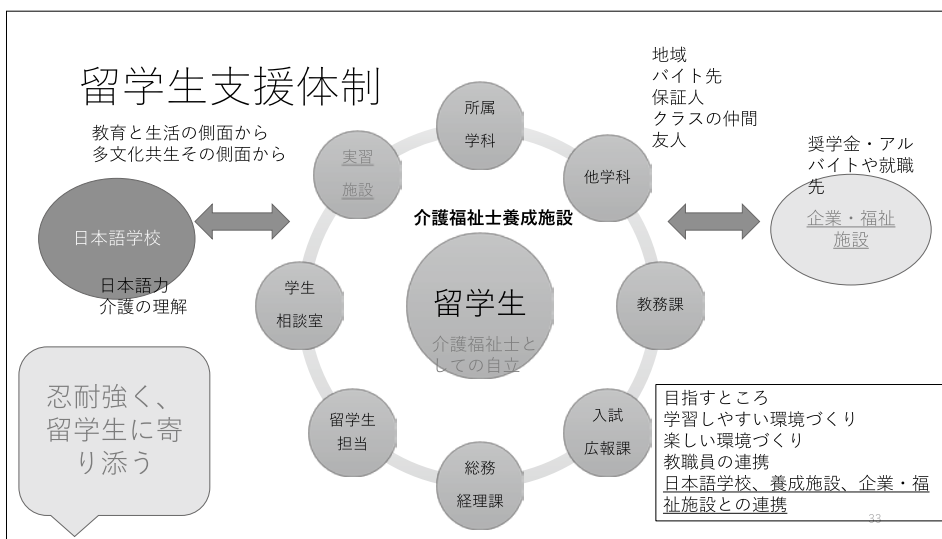 留学生支援体制
教育と生活の側面から
多文化共生その側面から
日本語学校
日本語力
介護の理解
忍耐強く、
留学生に寄
り添う
所属
学科
他学科
教務課
入試
広報課
総務
経理課
留学生
担当
学生
相談室
実習
施設
介護福祉士養成施設
留学生
介護福祉士と
しての自立
地域
バイト先
保証人
クラスの仲間
友人
奨学金・アル
バイトや就職
先
企業・福祉
施設
目指すところ
学習しやすい環境づくり
楽しい環境づくり
教職員の連携
日本語学校、養成施設、企業・福
祉施設との連携
33